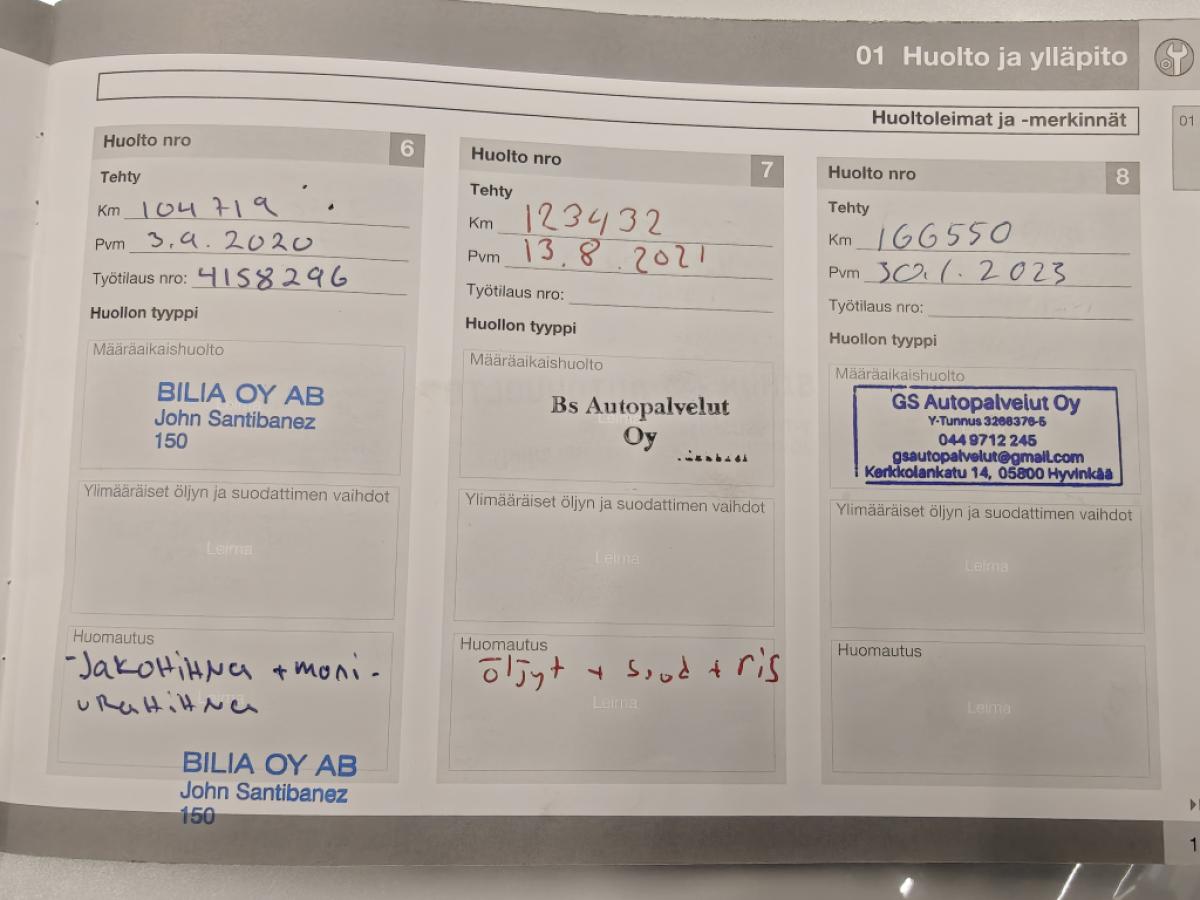 01 Huolto ja ylläpito
Huoltoleimat ja -merkinnät
01
Huolto nro 6
Tehty
Km 104719
Pvm 3.9.2020
Työtilaus nro: 4158296
Huollon tyyppi
Määräaikaishuolto
BILIA OY AB
John Santibanez
150
Ylimääräiset öljyn ja suodattimen vaihdot
Leima
Huomautus
-Jakohihna + moni-
urahihna
Leima
BILIA OY AB
John Santibanez
150
Huolto nro 7
Tehty
Km 123432
Pvm 13.8.2021
Työtilaus nro:
Huollon tyyppi
Määräaikaishuolto
Bs Autopalvelut
Oy
Ylimääräiset öljyn ja suodattimen vaihdot
Leima
Huomautus
öljyt + suod + ris
Leima
Huolto nro 8
Tehty
Km 166550
Pvm 30.1.2023
Työtilaus nro:
Huollon tyyppi
Määräaikaishuolto
GS Autopalvelut Oy
Y-Tunnus 3266376-5
044 9712 245
gsautopalvelut@gmail.com
Kerkkolankatu 14, 05800 Hyvinkää
Ylimääräiset öljyn ja suodattimen vaihdot
Leima
Huomautus
Leima